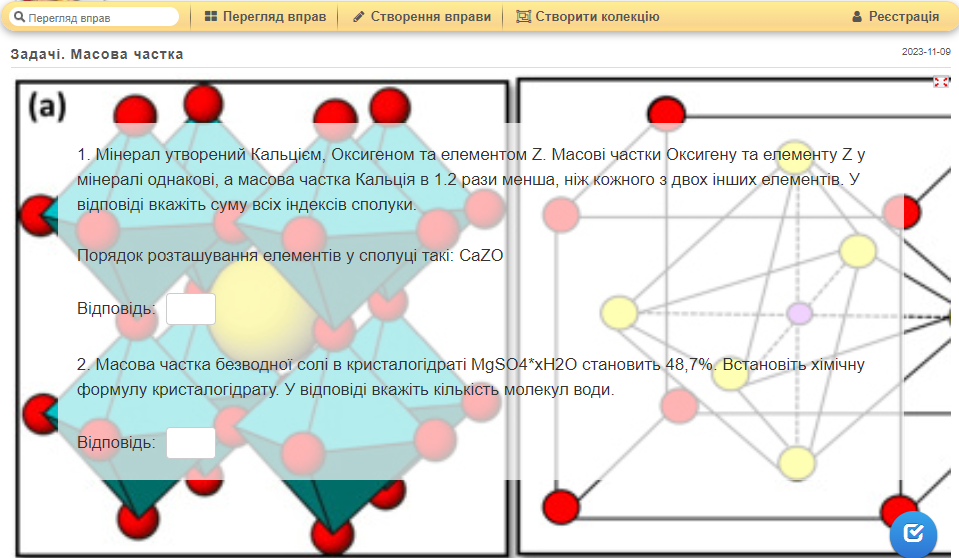 Перегляд вправ
Перегляд вправ
Створення вправи
Створити колекцію
Реєстрація
Задачі. Масова частка
2023-11-09
(a)
1. Мінерал утворений Кальцієм, Оксигеном та елементом Z. Масові частки Оксигену та елементу Z у
мінералі однакові, а масова частка Кальція в 1.2 рази менша, ніж кожного з двох інших елементів. У
відповіді вкажіть суму всіх індексів сполуки.
Порядок розташування елементів у сполуці такі: CaZO
Відповідь:
2. Масова частка безводної солі в кристалогідраті MgSO4*xH2O становить 48,7%. Встановіть хімічну
формулу кристалогідрату. У відповіді вкажіть кількість молекул води.
Відповідь: